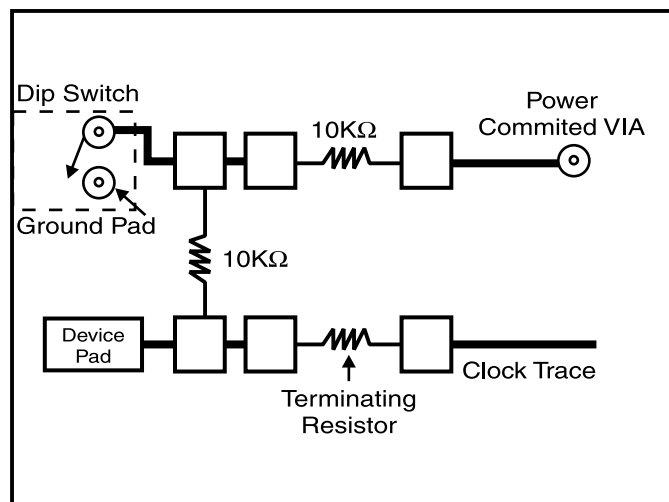 Dip Switch
Power
Commited VIA
10KΩ
Ground Pad
10KΩ
Device
Pad
Clock Trace
Terminating
Resistor